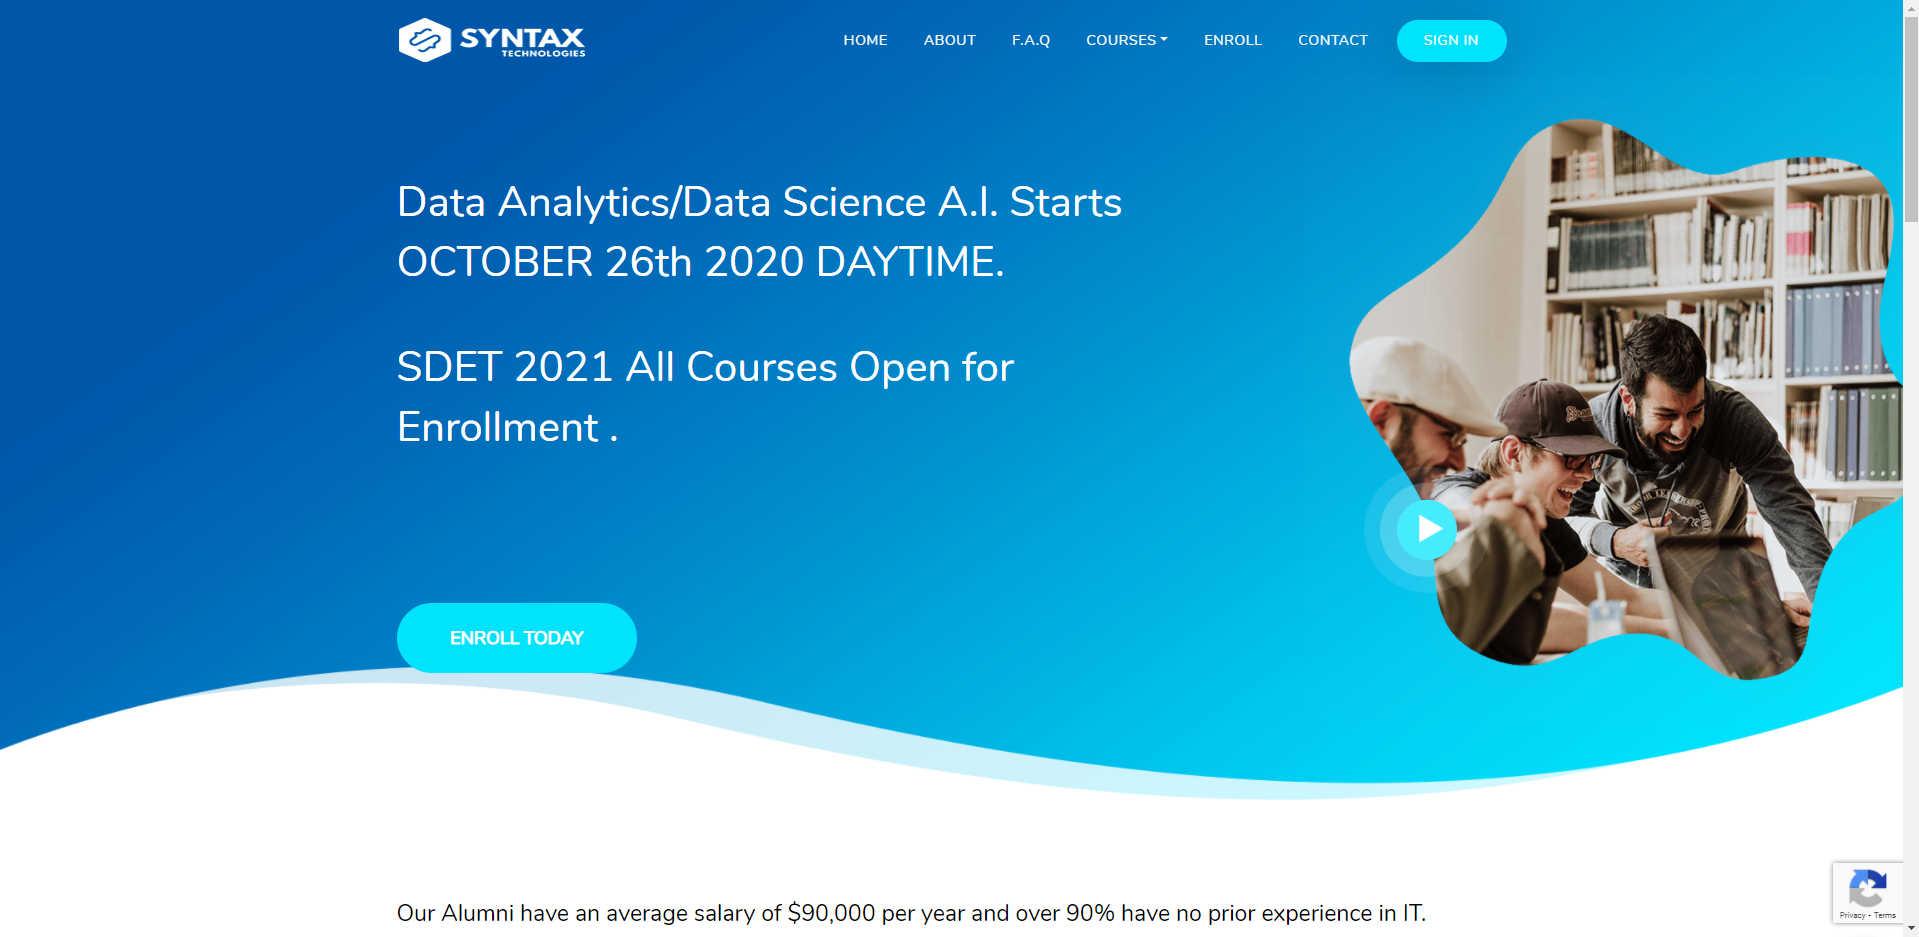 SYNTAX
TECHNOLOGIES
HOME
ABOUT
F.A.Q
COURSES
ENROLL
CONTACT
SIGN IN
Data Analytics/Data Science A.I. Starts
OCTOBER 26th 2020 DAYTIME.
SDET 2021 All Courses Open for
Enrollment .
ENROLL TODAY
Our Alumni have an average salary of $90,000 per year and over 90% have no prior experience in IT.
Privacy - Terms